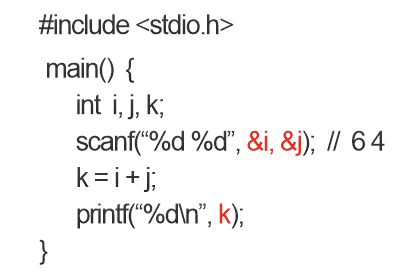 #include <stdio.h>
main() {
int i, j, k;
scanf(“%d %d”, &i, &j); // 6 4
k = i + j;
printf(“%d\n”, k);
}